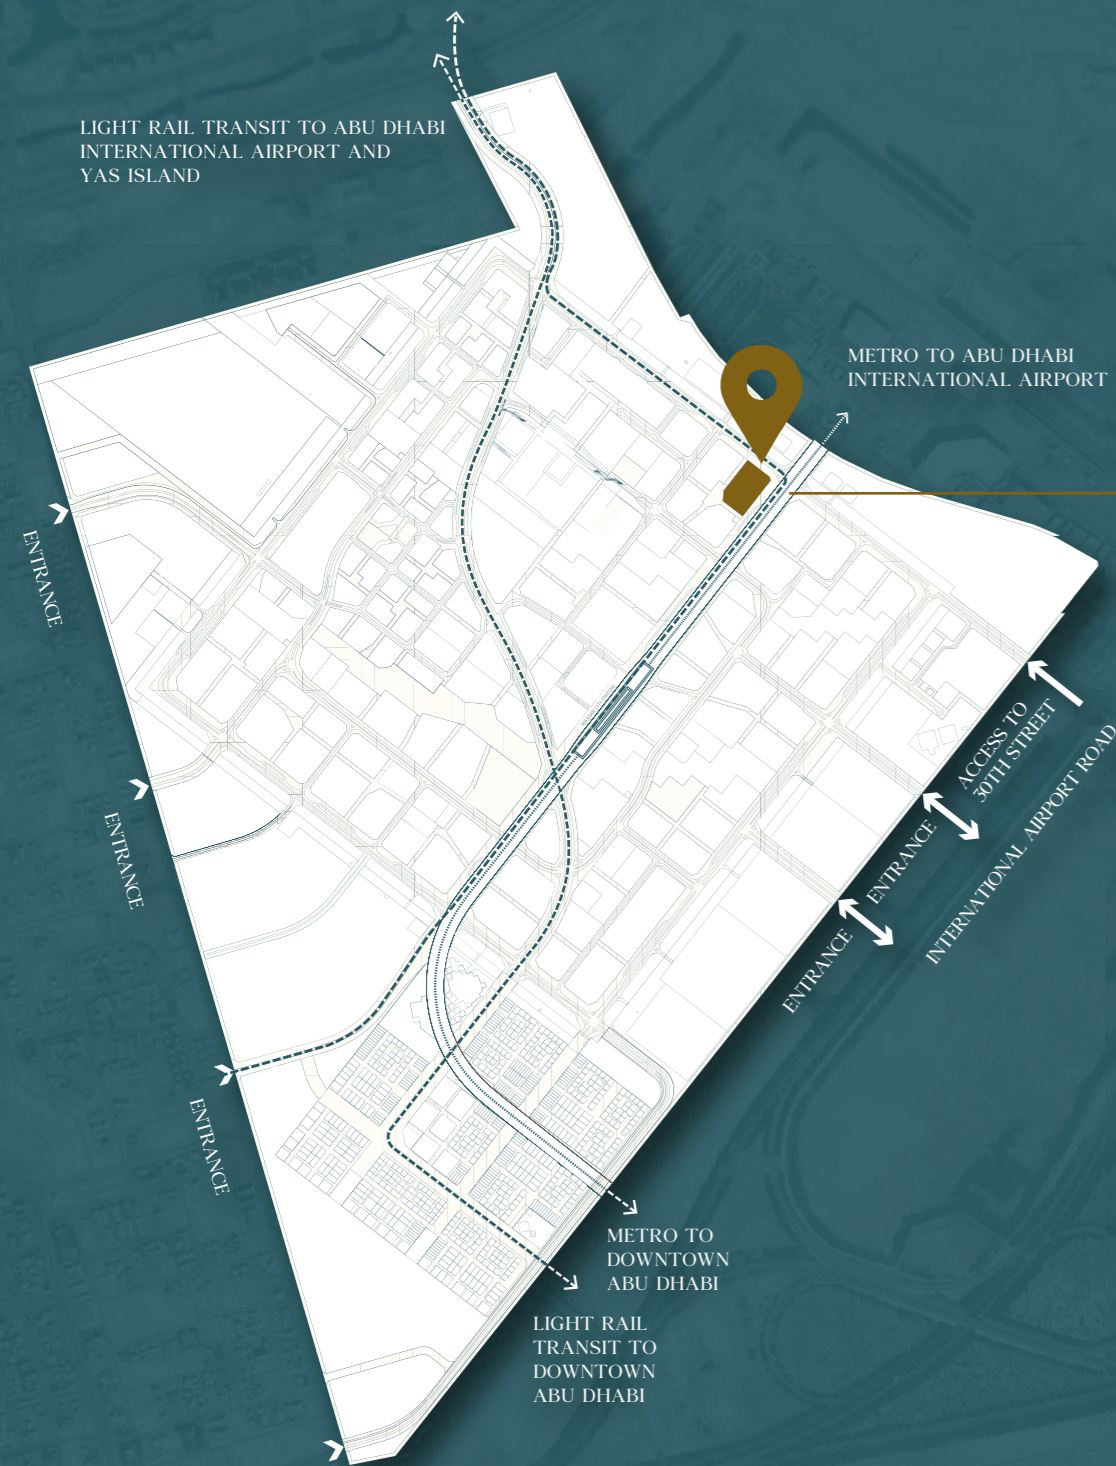 LIGHT RAIL TRANSIT TO ABU DHABI
INTERNATIONAL AIRPORT AND
YAS ISLAND
METRO TO ABU DHABI
INTERNATIONAL AIRPORT
ENTRANCE
ACCESS TO
30TH STREET
INTERNATIONAL AIRPORT ROAD
ENTRANCE
ENTRANCE
ENTRANCE
ENTRANCE
METRO TO
DOWNTOWN
ABU DHABI
LIGHT RAIL
TRANSIT TO
DOWNTOWN
ABU DHABI